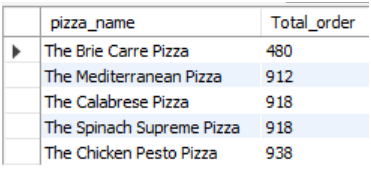 pizza_name Total_order
The Brie Carre Pizza 480
The Mediterranean Pizza 912
The Calabrese Pizza 918
The Spinach Supreme Pizza 918
The Chicken Pesto Pizza 938